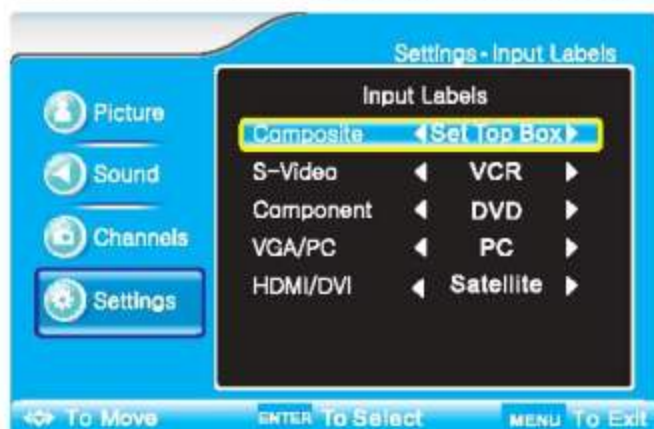 Settings - Input Labels
Picture
Sound
Channels
Settings
Input Labels
Composite Set Top Box
S-Video VCR
Component DVD
VGA/PC PC
HDMI/DVI Satellite
To Move ENTER To Select MENU To Exit